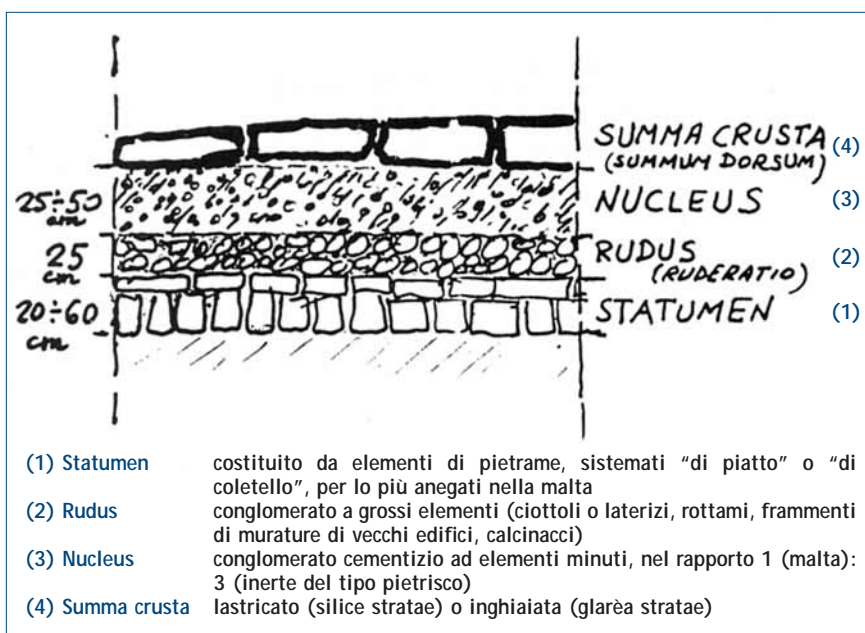 SUMMA CRUSTA (4)
(SUMMUM DORSUM)
25÷50 cm
NUCLEUS (3)
25 cm
RUDUS (2)
(RUDERATIO)
20÷60 cm
STATUMEN (1)
(1) Statumen costituito da elementi di pietrame, sistemati “di piatto” o “di
coletello”, per lo più anegati nella malta
(2) Rudus conglomerato a grossi elementi (ciottoli o laterizi, rottami, frammenti
di murature di vecchi edifici, calcinacci)
(3) Nucleus conglomerato cementizio ad elementi minuti, nel rapporto 1 (malta):
3 (inerte del tipo pietrisco)
(4) Summa crusta lastricato (silice stratae) o inghiaiata (glarèa stratae)